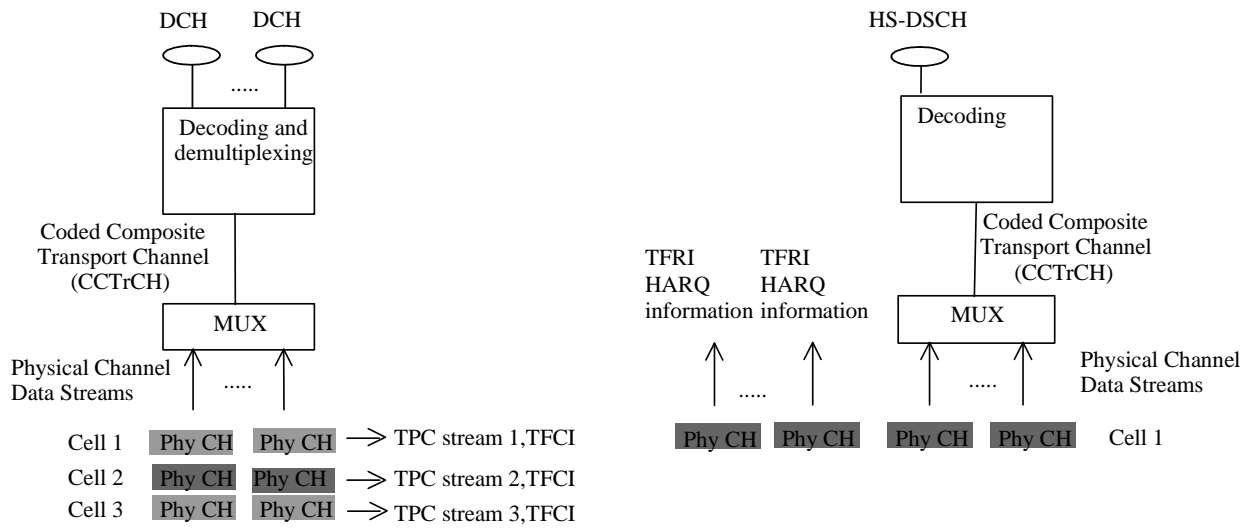 DCH DCH
.....
Decoding and
demultiplexing
Coded Composite
Transport Channel
(CCTrCH)
MUX
Physical Channel
Data Streams
.....
Cell 1 Phy CH Phy CH TPC stream 1,TFCI
Cell 2 Phy CH Phy CH TPC stream 2,TFCI
Cell 3 Phy CH Phy CH TPC stream 3,TFCI
HS-DSCH
Decoding
Coded Composite
Transport Channel
(CCTrCH)
TFRI TFRI
HARQ HARQ
information information
MUX
Physical Channel
Data Streams
.....
.....
Phy CH Phy CH Phy CH Phy CH Cell 1